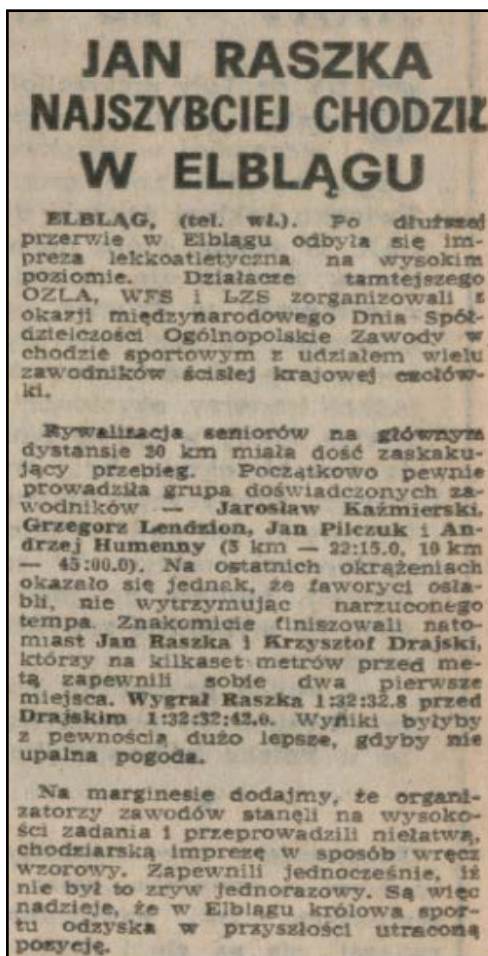 JAN RASZKA
NAJSZYBCIEJ CHODZIŁ
W ELBLĄGU
ELBLĄG, (tel. wł.). Po dłuższej
przerwie w Elblągu odbyła się im-
preza lekkoatletyczna na wysokim
poziomie. Działacze tamtejszego
OZLA, WFS i LZS zorganizowali z
okazji międzynarodowego Dnia Spół-
dzielczości Ogólnopolskie Zawody w
chodzie sportowym z udziałem wielu
zawodników ścisłej krajowej czołów-
ki.
Rywalizacja seniorów na głównym
dystansie 20 km miała dość zaskaku-
jący przebieg. Początkowo pewnie
prowadziła grupa doświadczonych za-
wodników — Jarosław Kaźmierski,
Grzegorz Lendzion, Jan Pilczuk i An-
drzej Humenny (5 km — 22:15.0, 10 km
— 45:00.0). Na ostatnich okrążeniach
okazało się jednak, że faworyci osła-
bli, nie wytrzymując narzuconego
tempa. Znakomicie finiszowali nato-
miast Jan Raszka i Krzysztof Drajski,
którzy na kilkaset metrów przed me-
tą zapewnili sobie dwa pierwsze
miejsca. Wygrał Raszka 1:32:32.8 przed
Drajskim 1:32:32:42.0. Wyniki byłyby
z pewnością dużo lepsze, gdyby nie
upalna pogoda.
Na marginesie dodajmy, że organi-
zatorzy zawodów stanęli na wysoko-
ści zadania i przeprowadzili niełatwą,
chodziarską imprezę w sposób wręcz
wzorowy. Zapewnili jednocześnie, iż
nie był to zryw jednorazowy. Są więc
nadzieje, że w Elblągu królowa spor-
tu odzyska w przyszłości utraconą
pozycję.